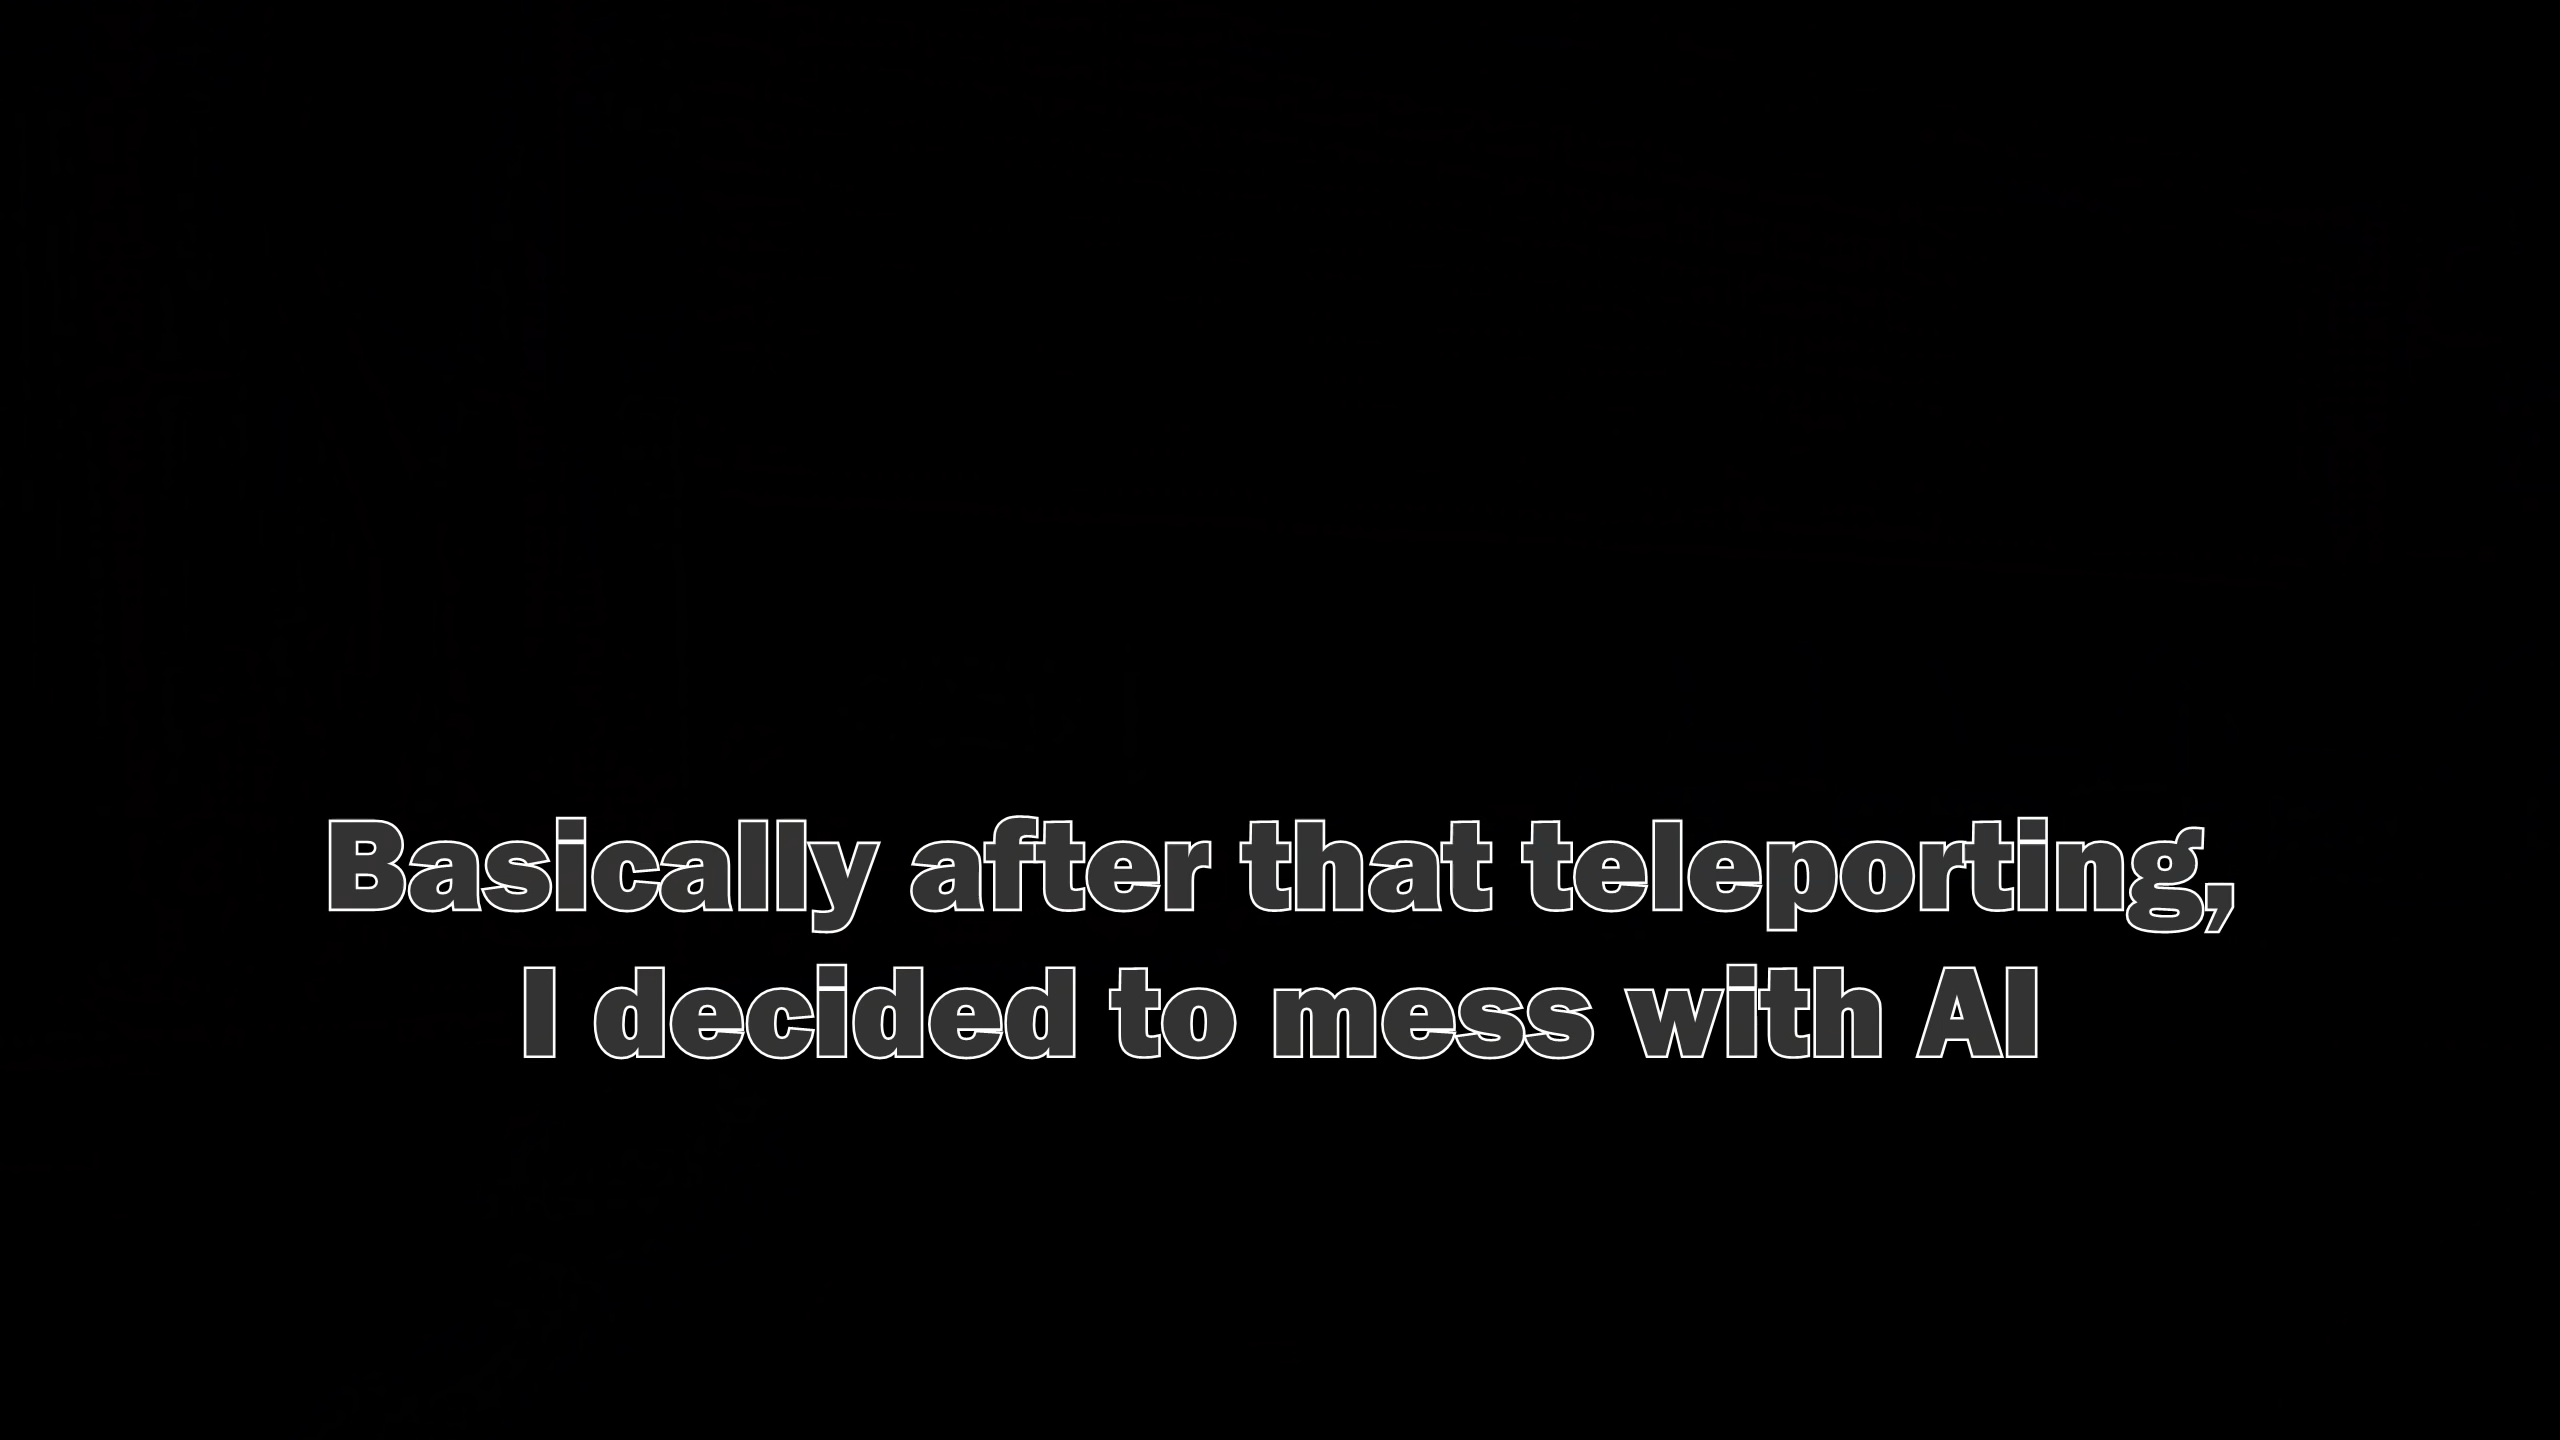 Basically after that teleporting,
I decided to mess with AI